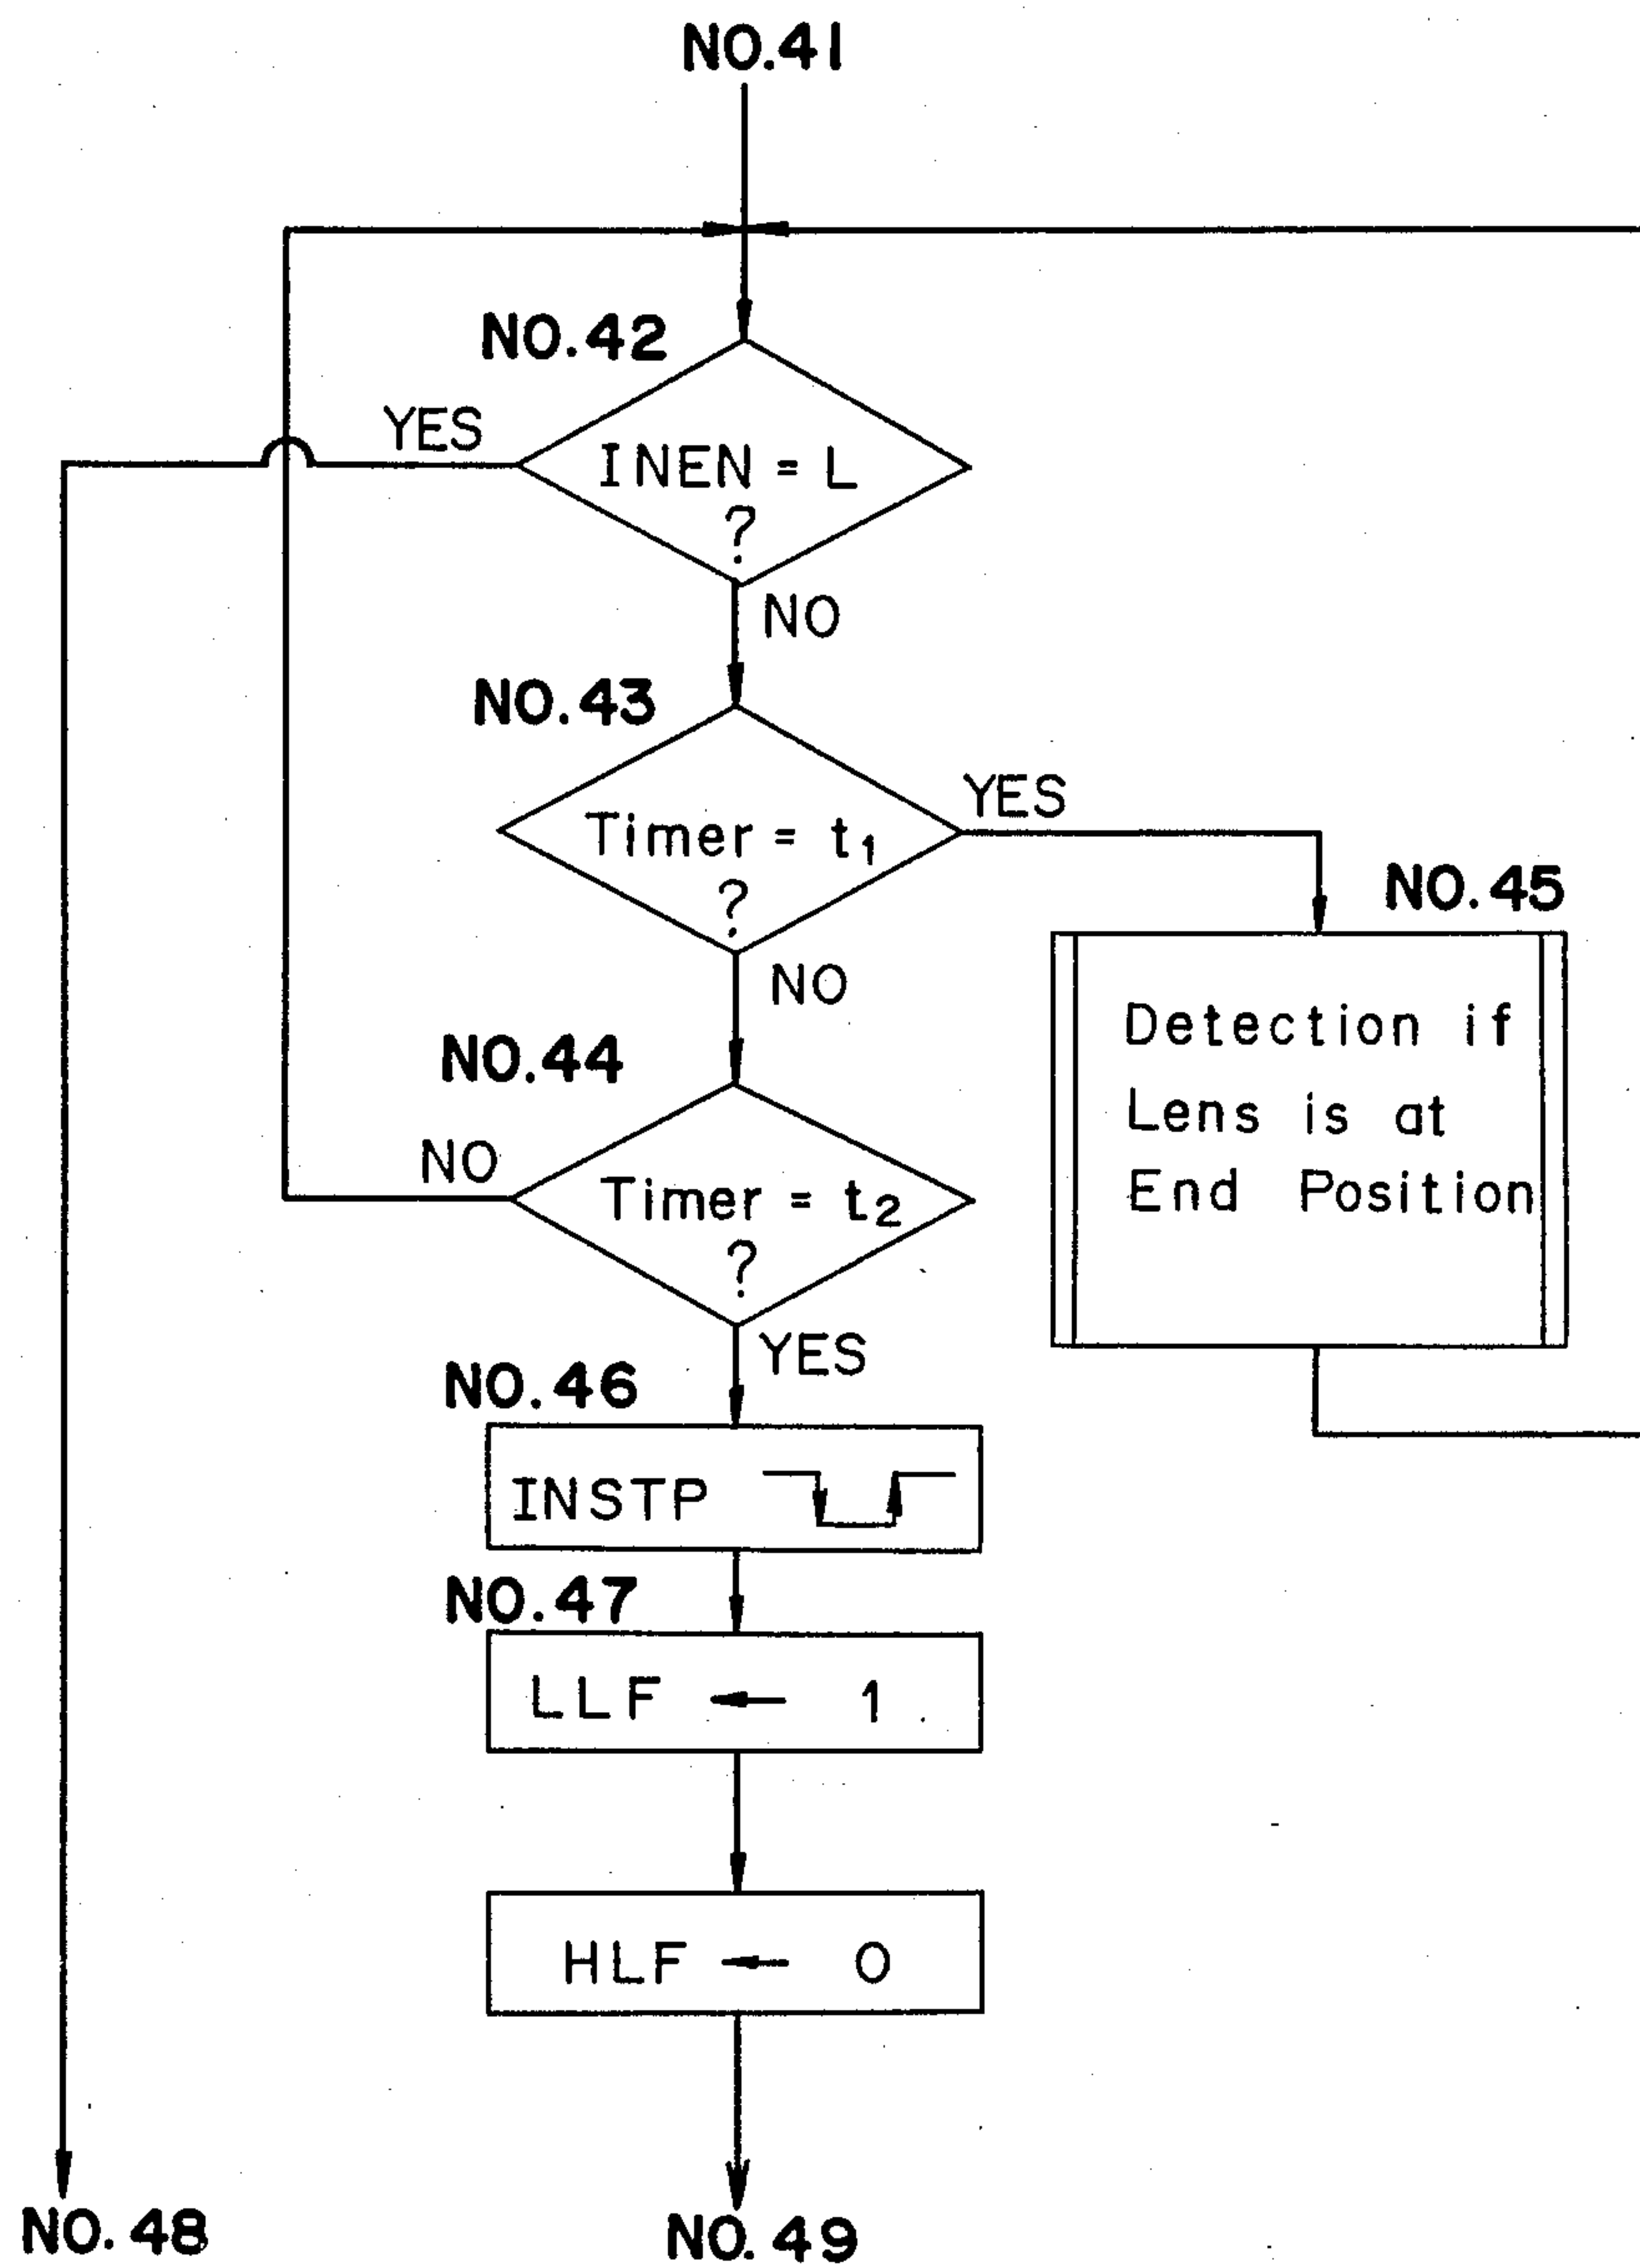 NO.41
NO.42
YES
INEN = L
?
NO
NO.43
YES
Timer = t1
?
NO.45
NO
Detection if
Lens is at
End Position
NO.44
NO
Timer = t2
?
YES
NO.46
INSTP
NO.47
LLF ← 1
HLF ← 0
NO.48
NO.49